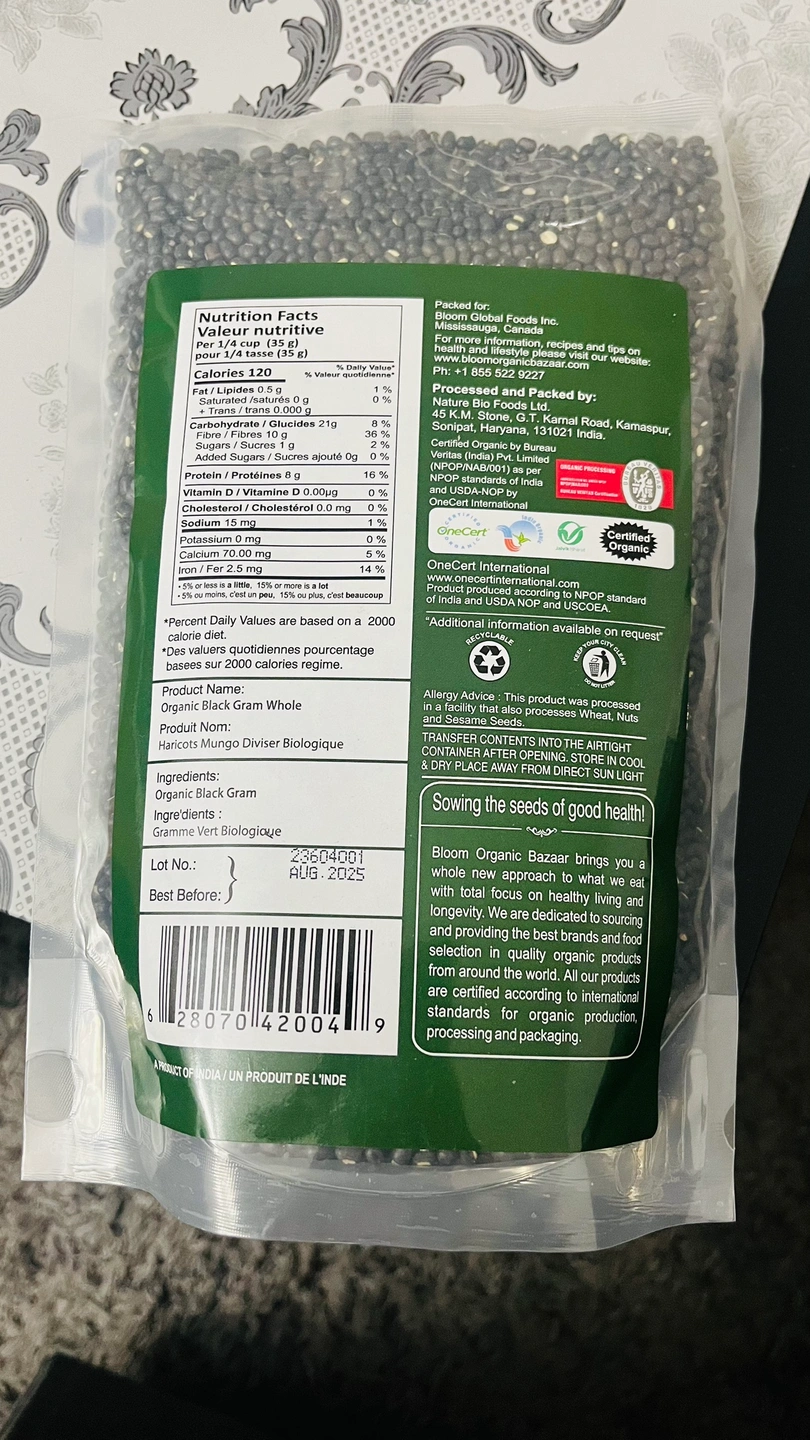 Nutrition Facts
Valeur nutritive
Per 1/4 cup (35 g)
pour 1/4 tasse (35 g)
Calories 120
% Daily Value*
% Valeur quotidienne*
Fat / Lipides 0.5 g 1 %
Saturated /saturés 0 g 0 %
+ Trans / trans 0.000 g
Carbohydrate / Glucides 21g 8 %
Fibre / Fibres 10 g 36 %
Sugars / Sucres 1 g 2 %
Added Sugars / Sucres ajouté 0g 0 %
Protein / Protéines 8 g 16 %
Vitamin D / Vitamine D 0.00µg 0 %
Cholesterol / Cholestérol 0.0 mg 0 %
Sodium 15 mg 1 %
Potassium 0 mg 0 %
Calcium 70.00 mg 5 %
Iron / Fer 2.5 mg 14 %
• 5% or less is a little, 15% or more is a lot
• 5% ou moins, c'est un peu, 15% ou plus, c'est beaucoup
*Percent Daily Values are based on a 2000
calorie diet.
*Des valuers quotidiennes pourcentage
basees sur 2000 calories regime.
Product Name:
Organic Black Gram Whole
Produit Nom:
Haricots Mungo Diviser Biologique
Ingredients:
Organic Black Gram
Ingre'dients :
Gramme Vert Biologique
Lot No.: 23604001
Best Before: AUG.2025
6 28070 42004 9
A PRODUCT OF INDIA / UN PRODUIT DE L'INDE
Packed for:
Bloom Global Foods Inc.
Mississauga, Canada
For more information, recipes and tips on
health and lifestyle please visit our website:
www.bloomorganicbazaar.com
Ph: +1 855 522 9227
Processed and Packed by:
Nature Bio Foods Ltd.
45 K.M. Stone, G.T. Karnal Road, Kamaspur,
Sonipat, Haryana, 131021 India.
Certified Organic by Bureau
Veritas (India) Pvt. Limited
(NPOP/NAB/001) as per
NPOP standards of India
and USDA-NOP by
OneCert International
ORGANIC PROCESSING
BUREAU VERITAS
1828
CERTIFIED
OneCert
ORGANIC
Certified
Organic
OneCert International
www.onecertinternational.com
Product produced according to NPOP standard
of India and USDA NOP and USCOEA.
"Additional information available on request"
RECYCLABLE
KEEP YOUR CITY CLEAN
DO NOT LITTER
Allergy Advice : This product was processed
in a facility that also processes Wheat, Nuts
and Sesame Seeds.
TRANSFER CONTENTS INTO THE AIRTIGHT
CONTAINER AFTER OPENING. STORE IN COOL
& DRY PLACE AWAY FROM DIRECT SUN LIGHT
Sowing the seeds of good health!
Bloom Organic Bazaar brings you a
whole new approach to what we eat
with total focus on healthy living and
longevity. We are dedicated to sourcing
and providing the best brands and food
selection in quality organic products
from around the world. All our products
are certified according to international
standards for organic production,
processing and packaging.